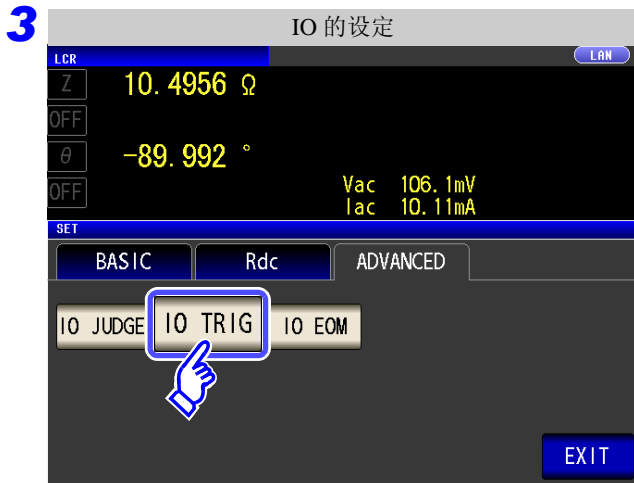 3
IO 的设定
LCR
LAN
Z 10.4956 Ω
OFF
θ -89.992 °
OFF
Vac 106.1mV
Iac 10.11mA
SET
BASIC Rdc ADVANCED
IO JUDGE IO TRIG IO EOM
EXIT